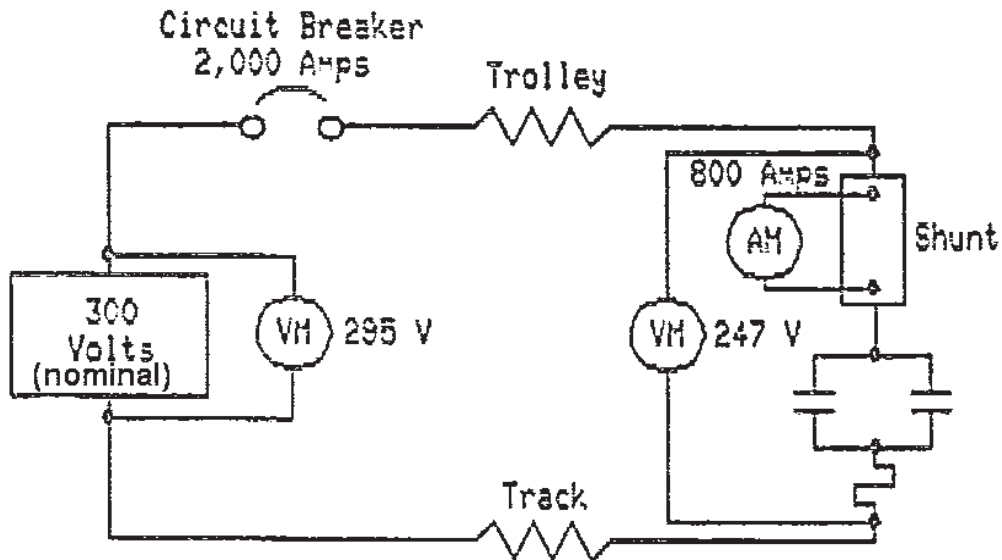 Circuit Breaker
2,000 Amps
Trolley
800 Amps
AM
Shunt
300
Volts
(nominal)
VM
295 V
VM
247 V
Track